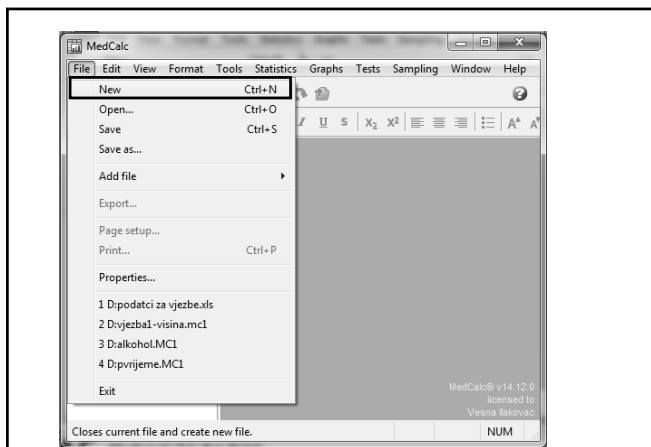 MedCalc
File Edit View Format Tools Statistics Graphs Tests Sampling Window Help
New Ctrl+N
Open... Ctrl+O
I U S X₂ X² A A
Save Ctrl+S
Save as...
Add file
Export...
Page setup...
Print... Ctrl+P
Properties...
1 D:podatci za vjezbe.xls
2 D:vjezba1-visina.mc1
3 D:alkohol.MC1
4 D:pvrijeme.MC1
Exit
MedCalc® v14.12.0
licensed to
Vesna Ilakovac
Closes current file and create new file. NUM